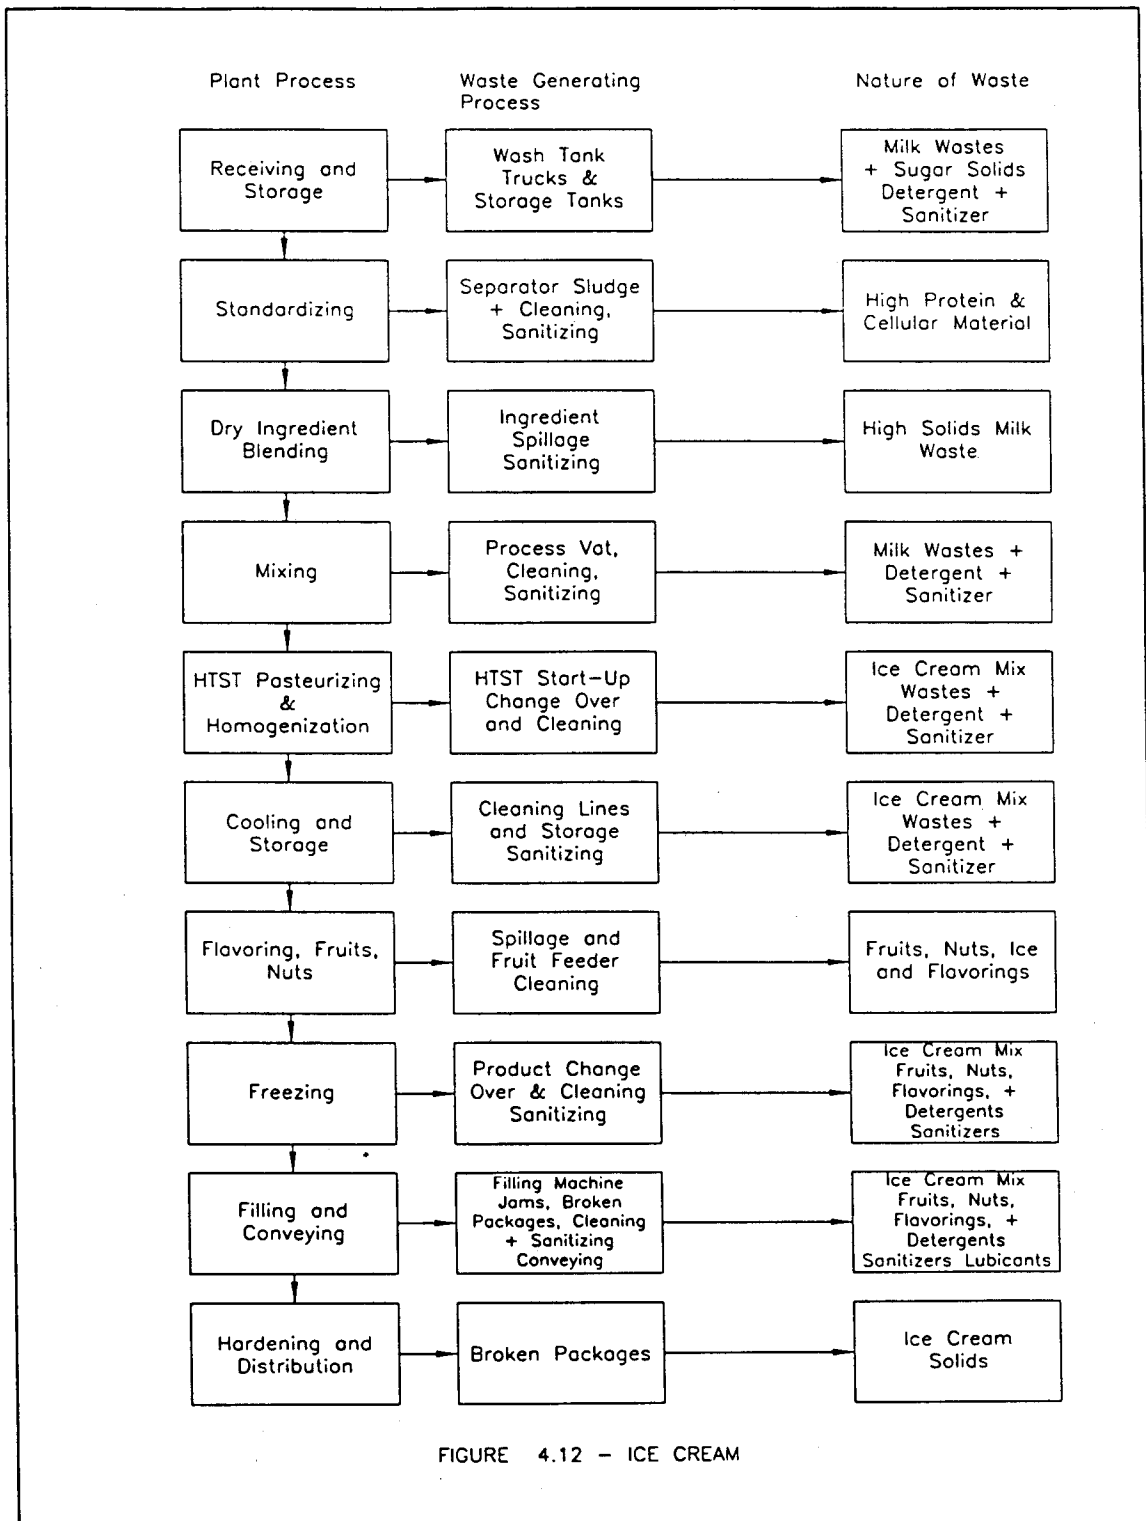 Plant Process
Waste Generating
Process
Nature of Waste
Receiving and
Storage
Wash Tank
Trucks &
Storage Tanks
Milk Wastes
+ Sugar Solids
Detergent +
Sanitizer
Standardizing
Separator Sludge
+ Cleaning,
Sanitizing
High Protein &
Cellular Material
Dry Ingredient
Blending
Ingredient
Spillage
Sanitizing
High Solids Milk
Waste
Mixing
Process Vat,
Cleaning,
Sanitizing
Milk Wastes +
Detergent +
Sanitizer
HTST Pasteurizing
&
Homogenization
HTST Start-Up
Change Over
and Cleaning
Ice Cream Mix
Wastes +
Detergent +
Sanitizer
Cooling and
Storage
Cleaning Lines
and Storage
Sanitizing
Ice Cream Mix
Wastes +
Detergent +
Sanitizer
Flavoring, Fruits,
Nuts
Spillage and
Fruit Feeder
Cleaning
Fruits, Nuts, Ice
and Flavorings
Freezing
Product Change
Over & Cleaning
Sanitizing
Ice Cream Mix
Fruits, Nuts,
Flavorings, +
Detergents
Sanitizers
Filling and
Conveying
Filling Machine
Jams, Broken
Packages, Cleaning
+ Sanitizing
Conveying
Ice Cream Mix
Fruits, Nuts,
Flavorings, +
Detergents
Sanitizers Lubicants
Hardening and
Distribution
Broken Packages
Ice Cream
Solids
FIGURE 4.12 - ICE CREAM